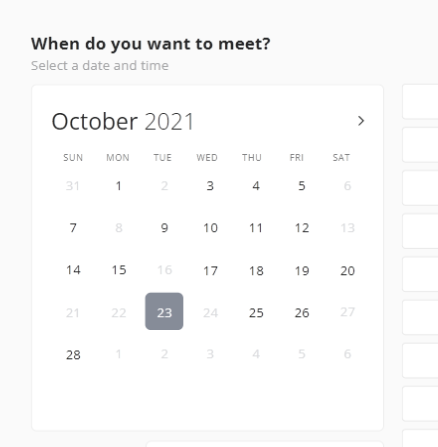 When do you want to meet?
Select a date and time
October 2021
SUN MON TUE WED THU FRI SAT
31 1 2 3 4 5 6
7 8 9 10 11 12 13
14 15 16 17 18 19 20
21 22 23 24 25 26 27
28 1 2 3 4 5 6